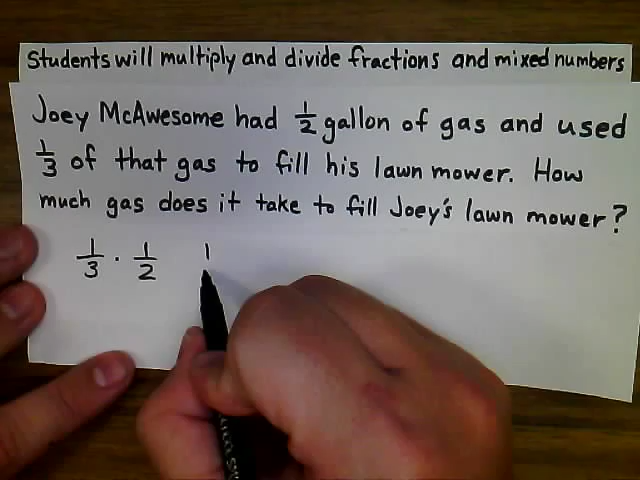 Students will multiply and divide fractions and mixed numbers
Joey McAwesome had 1/2 gallon of gas and used
1/3 of that gas to fill his lawn mower. How
much gas does it take to fill Joey's lawn mower?
1/3 · 1/2 1